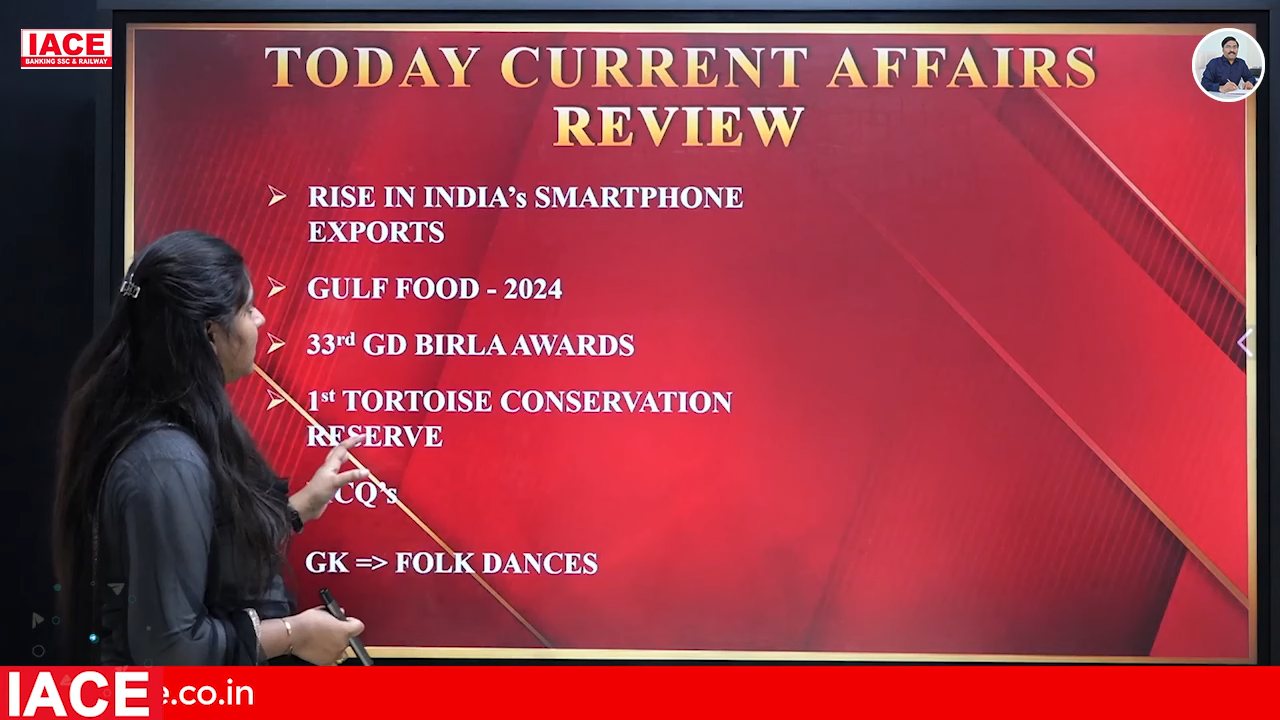 IACE
BANKING SSC & RAILWAY
TODAY CURRENT AFFAIRS
REVIEW
RISE IN INDIA's SMARTPHONE
EXPORTS
GULF FOOD - 2024
33rd GD BIRLA AWARDS
1st TORTOISE CONSERVATION
RESERVE
GK => FOLK DANCES
IACE
e.co.in